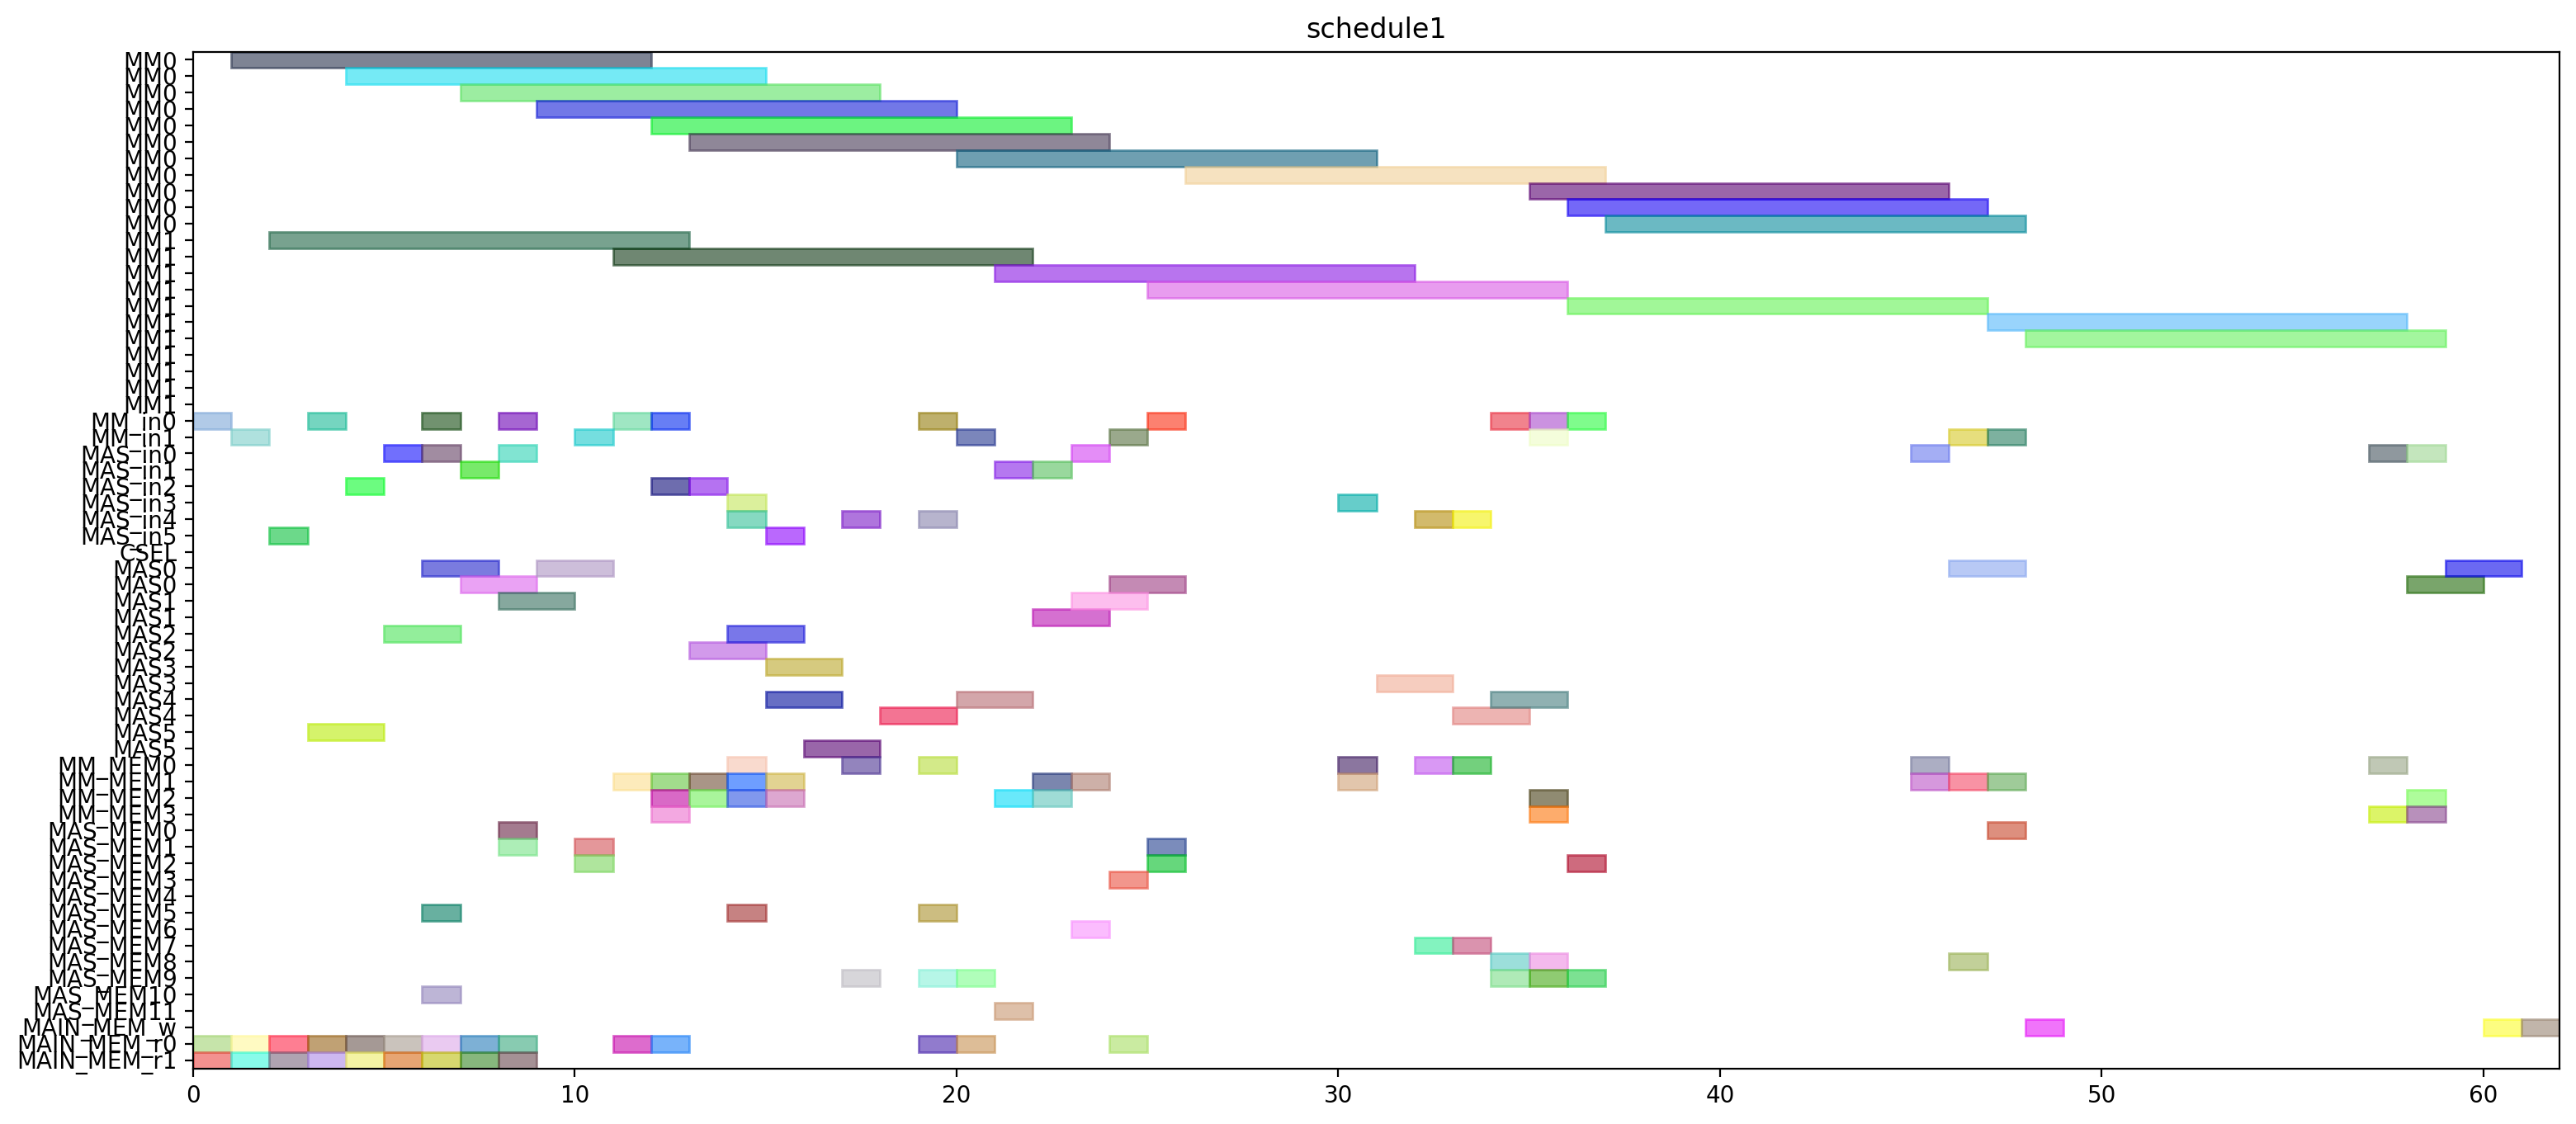 schedule1
MM0
MM0
MM0
MM0
MM0
MM0
MM0
MM0
MM0
MM0
MM0
MM1
MM1
MM1
MM1
MM1
MM1
MM1
MM1
MM1
MM1
MM1
MM_in0
MM_in1
MAS_in0
MAS_in1
MAS_in2
MAS_in3
MAS_in4
MAS_in5
CSEL
MAS0
MAS0
MAS1
MAS1
MAS2
MAS2
MAS3
MAS3
MAS4
MAS4
MAS5
MAS5
MM_MEM0
MM_MEM1
MM_MEM2
MM_MEM3
MAS_MEM0
MAS_MEM1
MAS_MEM2
MAS_MEM3
MAS_MEM4
MAS_MEM5
MAS_MEM6
MAS_MEM7
MAS_MEM8
MAS_MEM9
MAS_MEM10
MAS_MEM11
MAIN_MEM_w
MAIN_MEM_r0
MAIN_MEM_r1
0 10 20 30 40 50 60